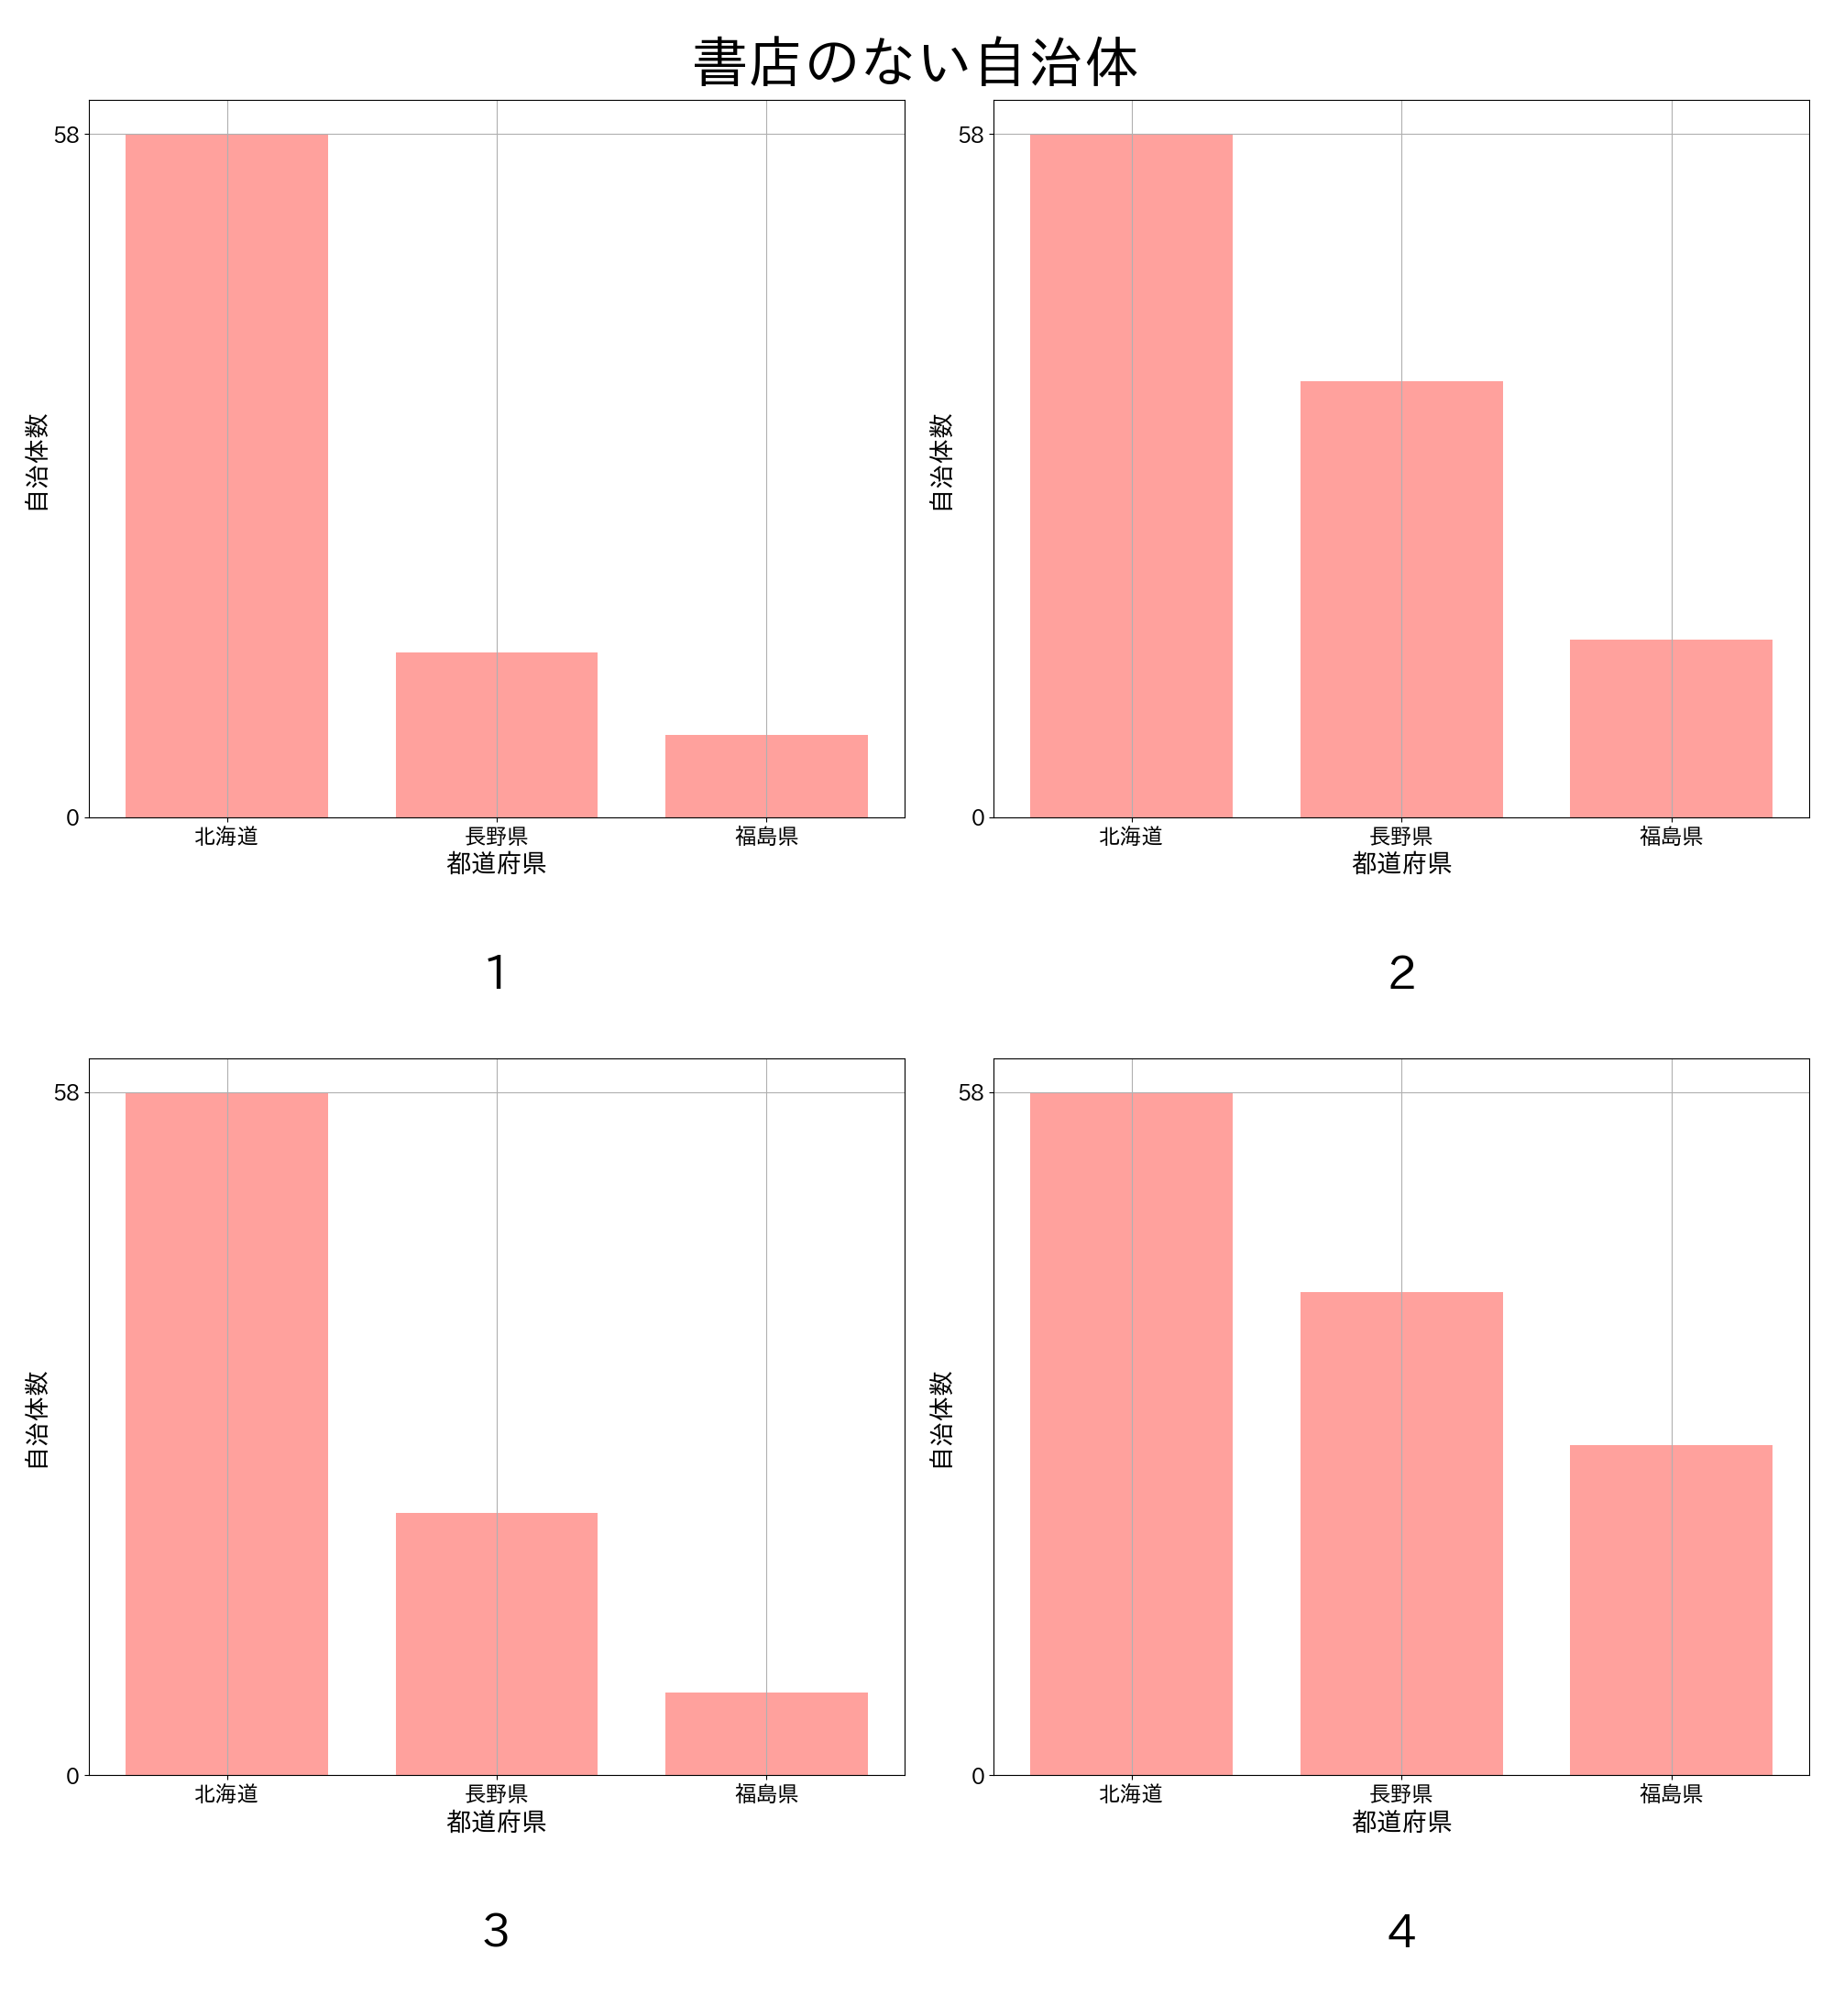 書店のない自治体
58
0
自治体数
北海道
長野県
福島県
都道府県
1
58
0
自治体数
北海道
長野県
福島県
都道府県
2
58
0
自治体数
北海道
長野県
福島県
都道府県
3
58
0
自治体数
北海道
長野県
福島県
都道府県
4